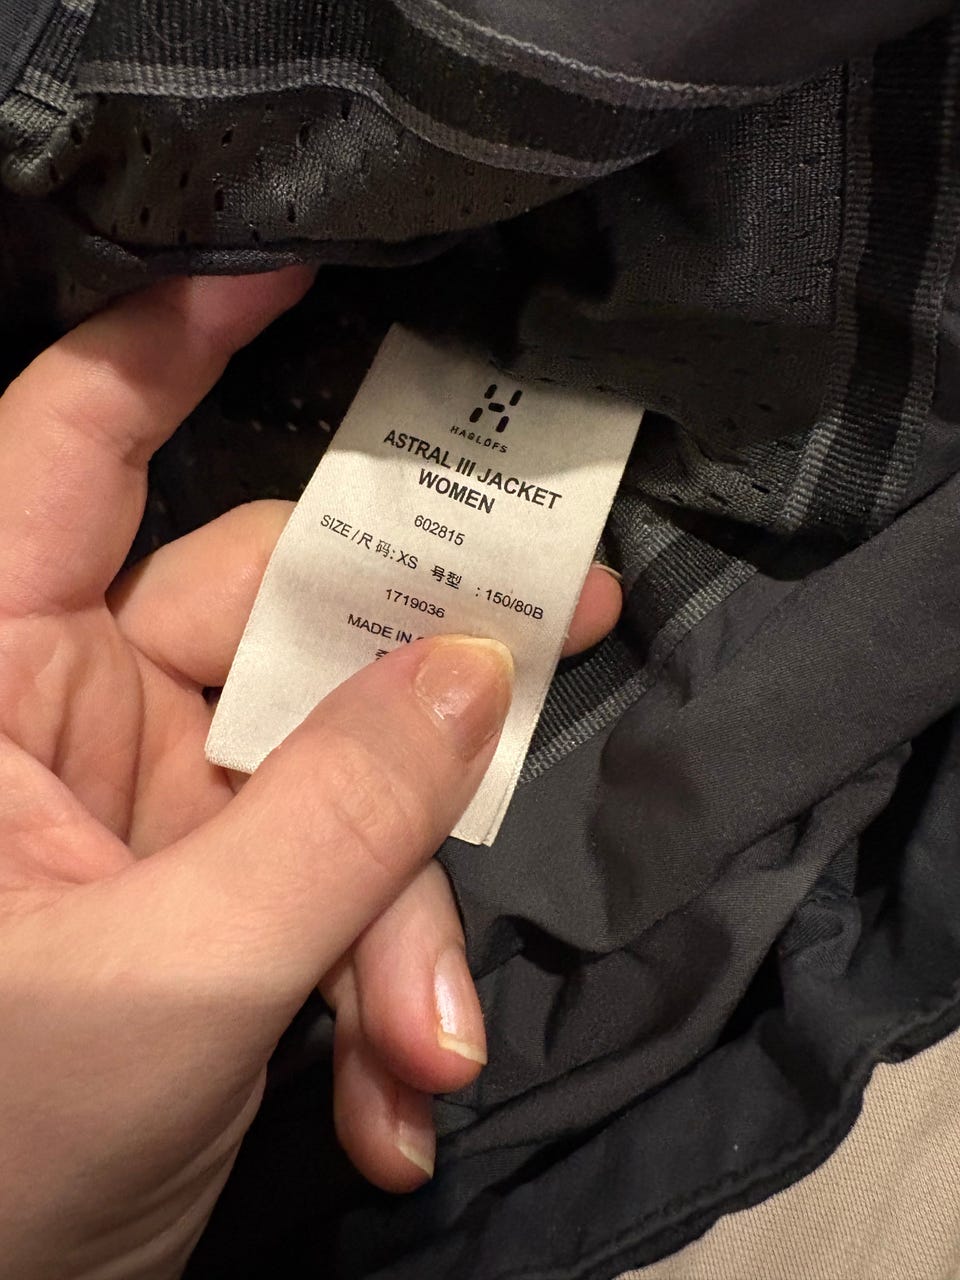 HAGLÖFS
ASTRAL III JACKET
WOMEN
602815
SIZE / 尺 码: XS 号型 : 150/80B
1719036
MADE IN